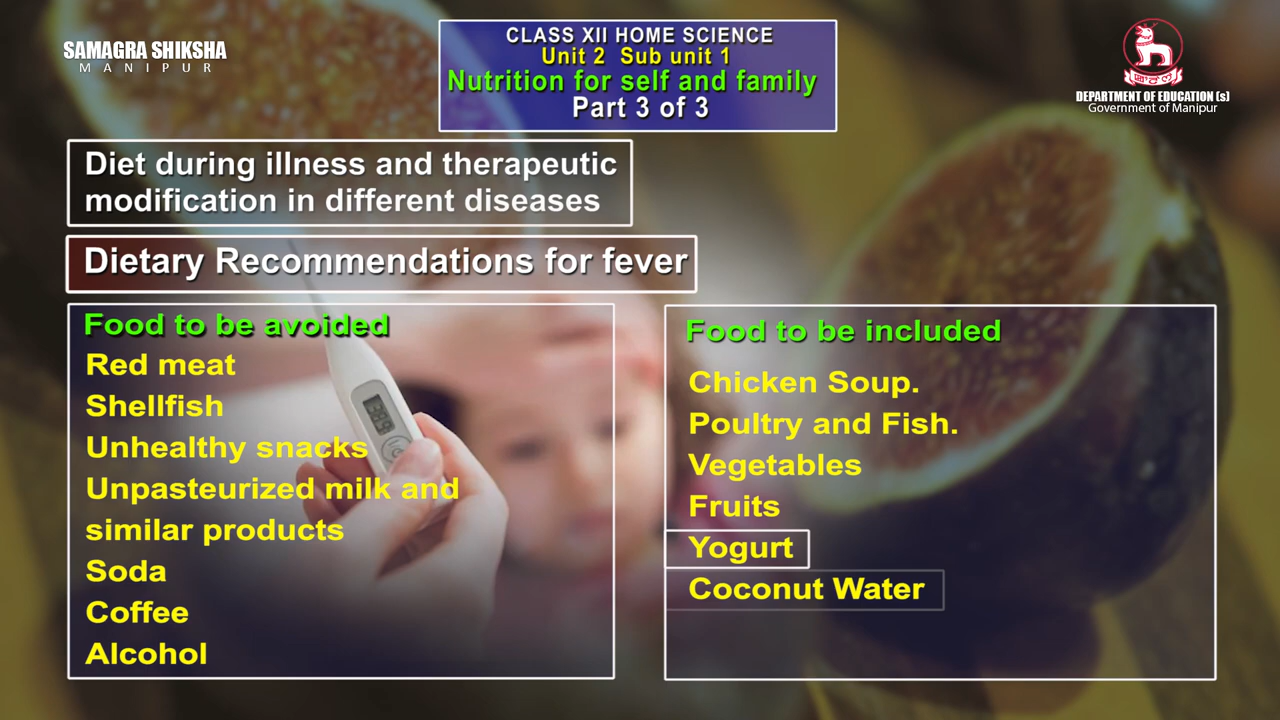 SAMAGRA SHIKSHA
MANIPUR
CLASS XII HOME SCIENCE
Unit 2 Sub unit 1
Nutrition for self and family
Part 3 of 3
DEPARTMENT OF EDUCATION (s)
Government of Manipur
Diet during illness and therapeutic
modification in different diseases
Dietary Recommendations for fever
Food to be avoided
Red meat
Shellfish
Unhealthy snacks
Unpasteurized milk and
similar products
Soda
Coffee
Alcohol
Food to be included
Chicken Soup.
Poultry and Fish.
Vegetables
Fruits
Yogurt
Coconut Water